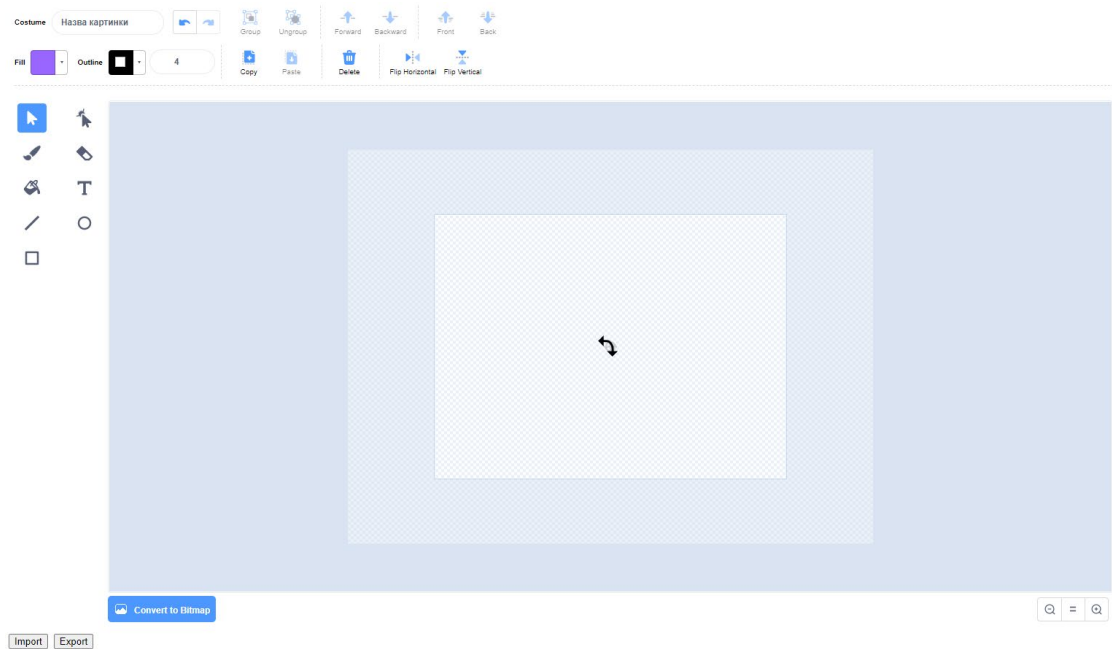 Costume Назва картинки
Group Ungroup Forward Backward Front Back
Fill Outline 4
Copy Paste Delete Flip Horizontal Flip Vertical
T
Convert to Bitmap
Import Export